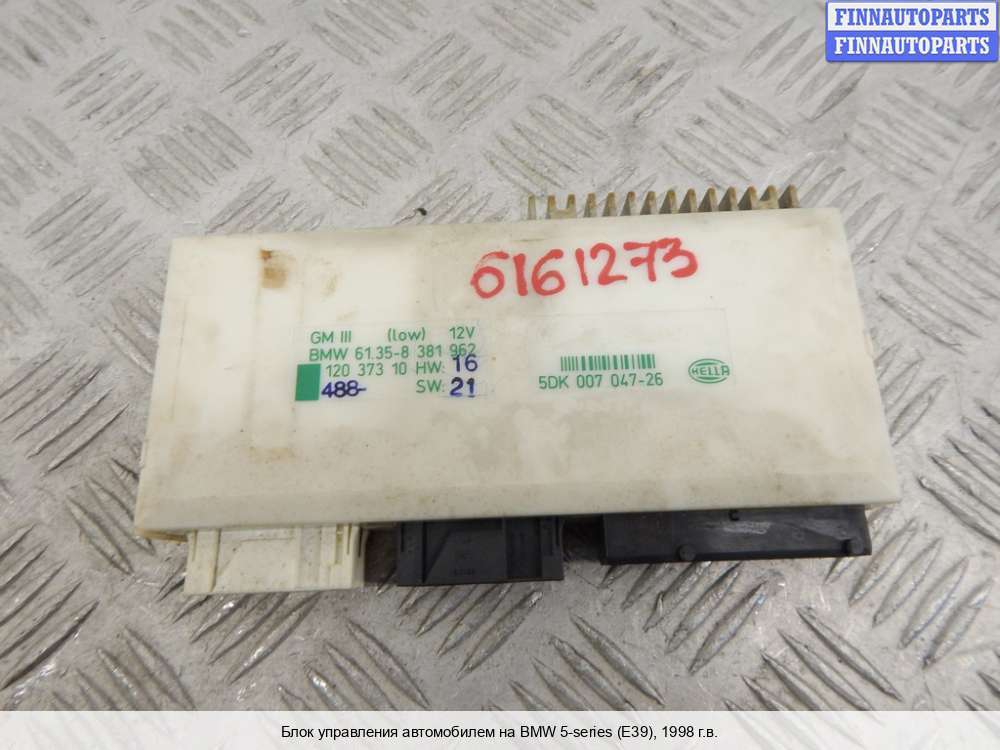 FINNAUTOPARTS
FINNAUTOPARTS
6161273
GM III (low) 12V
BMW 61.35-8 381 962
120 373 10 HW: 16
488- SW: 21
5DK 007 047-26
HELLA
Блок управления автомобилем на BMW 5-series (E39), 1998 г.в.